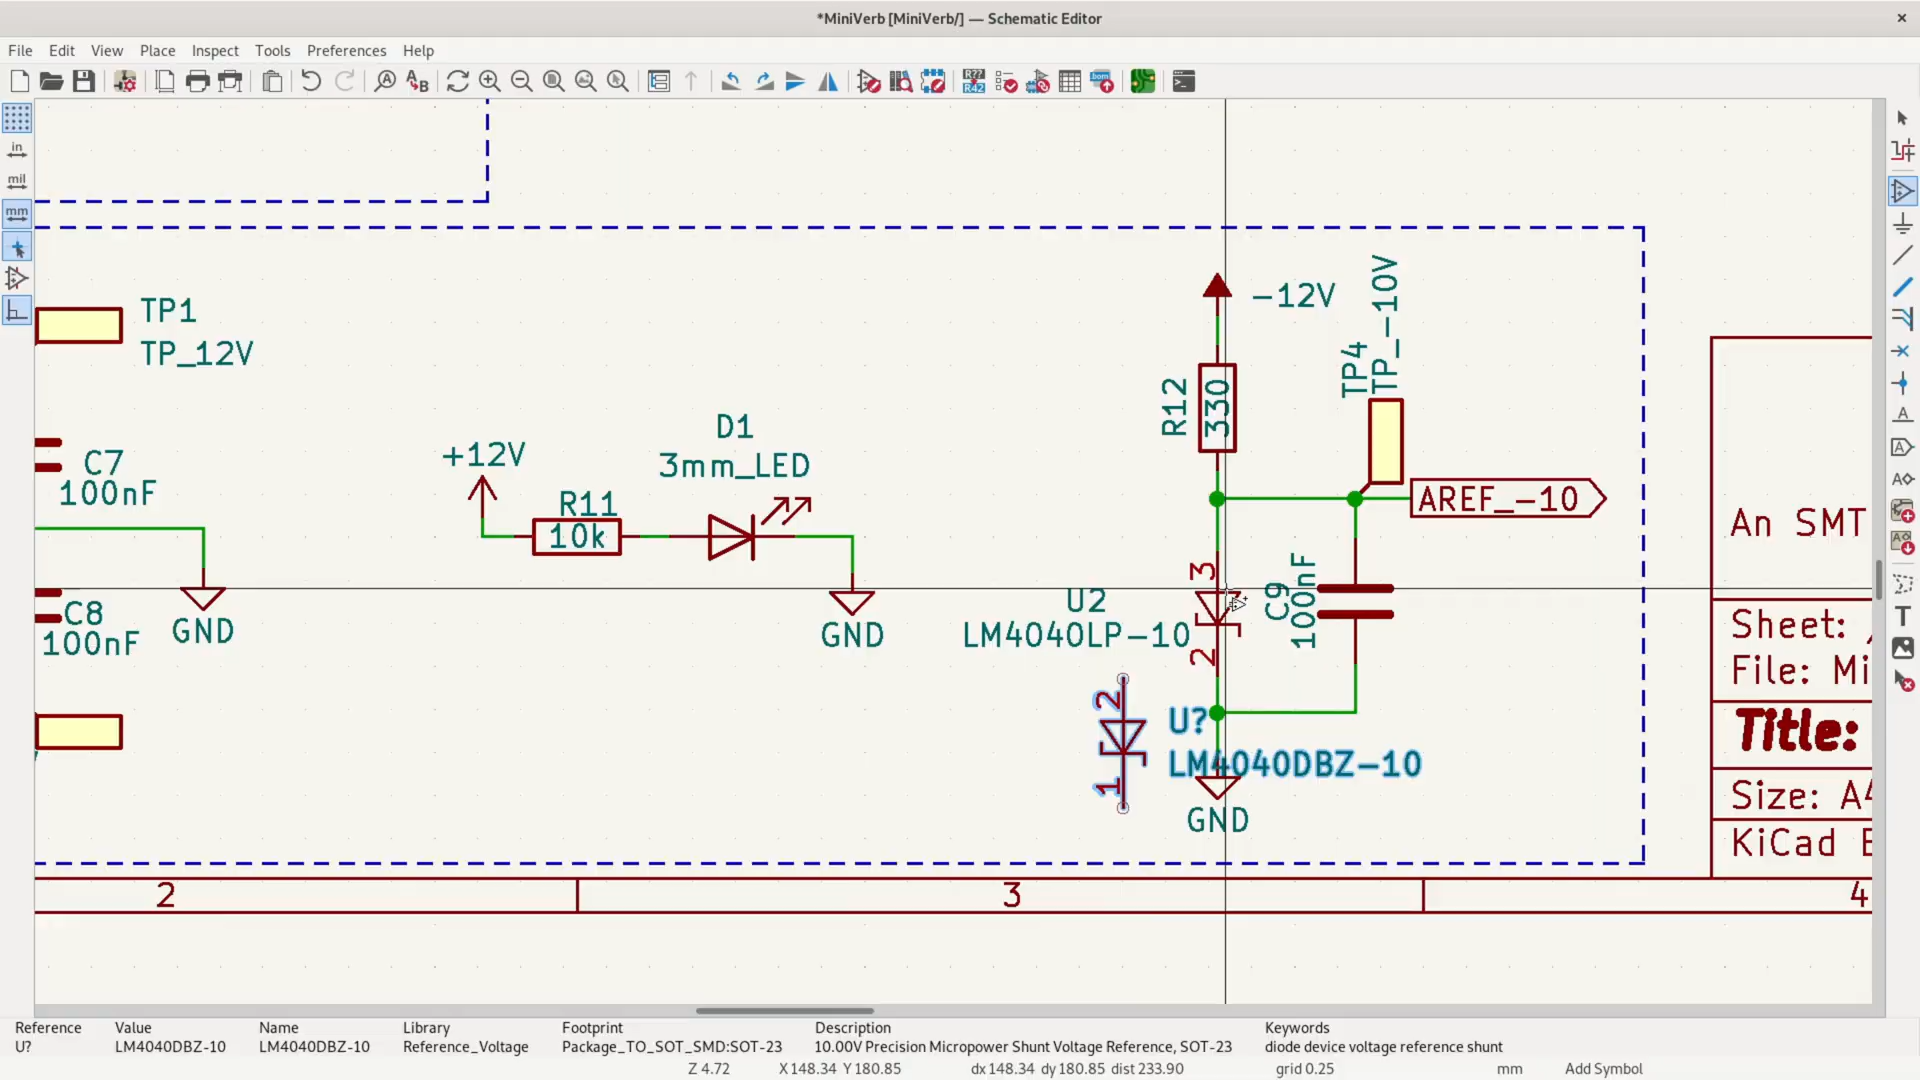 *MiniVerb [MiniVerb/] — Schematic Editor
File Edit View Place Inspect Tools Preferences Help
in
mil
mm
TP1
TP_12V
-12V
TP4
TP_-10V
R12
330
D1
3mm_LED
+12V
C7
100nF
R11
10k
AREF_-10
An SMT
3
U2
LM4040LP-10
2
C9
100nF
C8
100nF
GND
GND
Sheet: /
File: Mi
2
1
U?
LM4040DBZ-10
GND
Title:
Size: A4
KiCad E
2
3
4
Reference Value Name Library Footprint Description Keywords
U? LM4040DBZ-10 LM4040DBZ-10 Reference_Voltage Package_TO_SOT_SMD:SOT-23 10.00V Precision Micropower Shunt Voltage Reference, SOT-23 diode device voltage reference shunt
Z 4.72 X 148.34 Y 180.85 dx 148.34 dy 180.85 dist 233.90 grid 0.25 mm Add Symbol